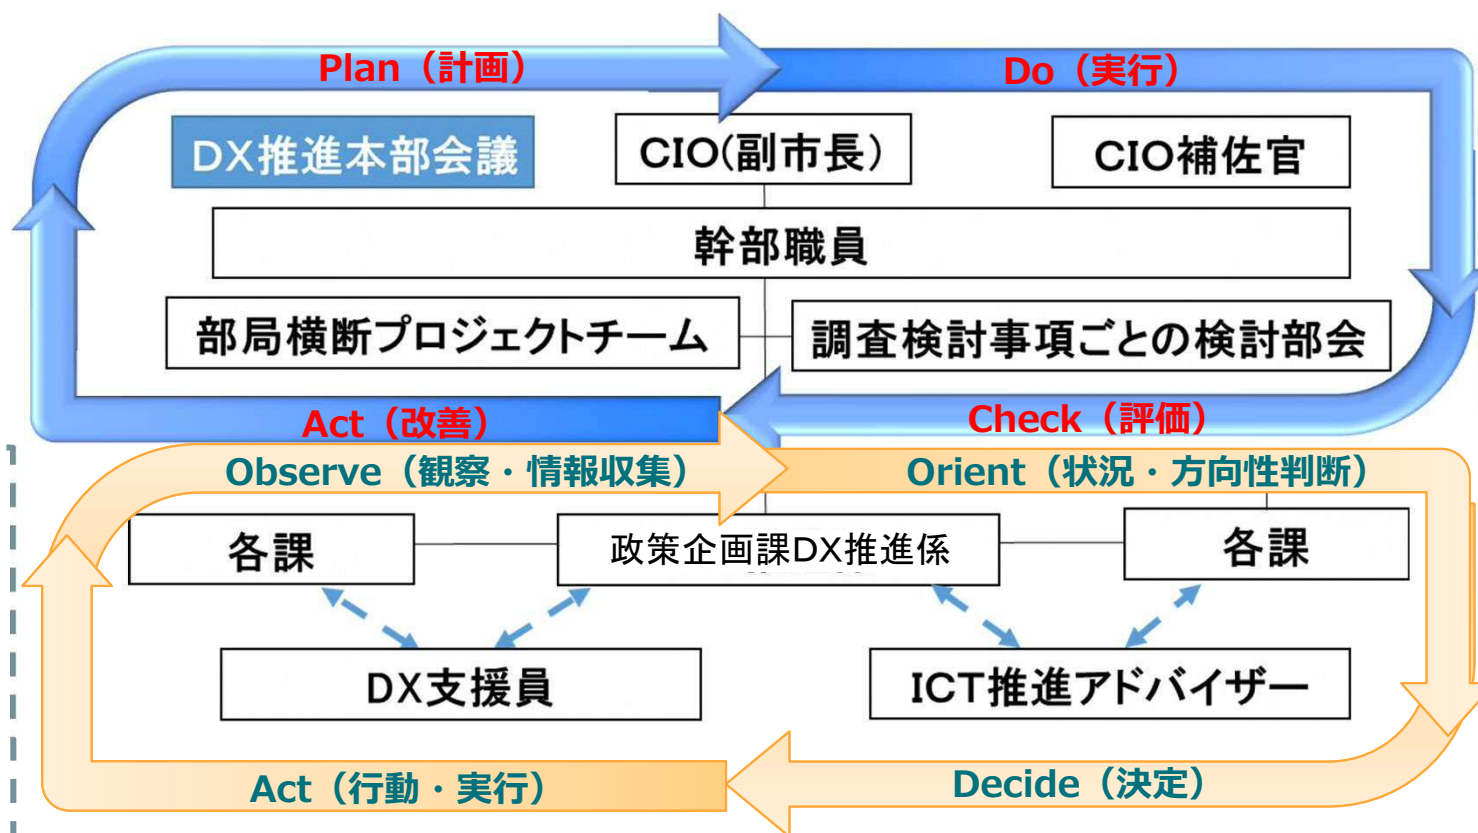 Plan（計画）
Do（実行）
DX推進本部会議
CIO(副市長)
CIO補佐官
幹部職員
部局横断プロジェクトチーム
調査検討事項ごとの検討部会
Act（改善）
Check（評価）
Observe（観察・情報収集）
Orient（状況・方向性判断）
各課
政策企画課DX推進係
各課
DX支援員
ICT推進アドバイザー
Act（行動・実行）
Decide（決定）